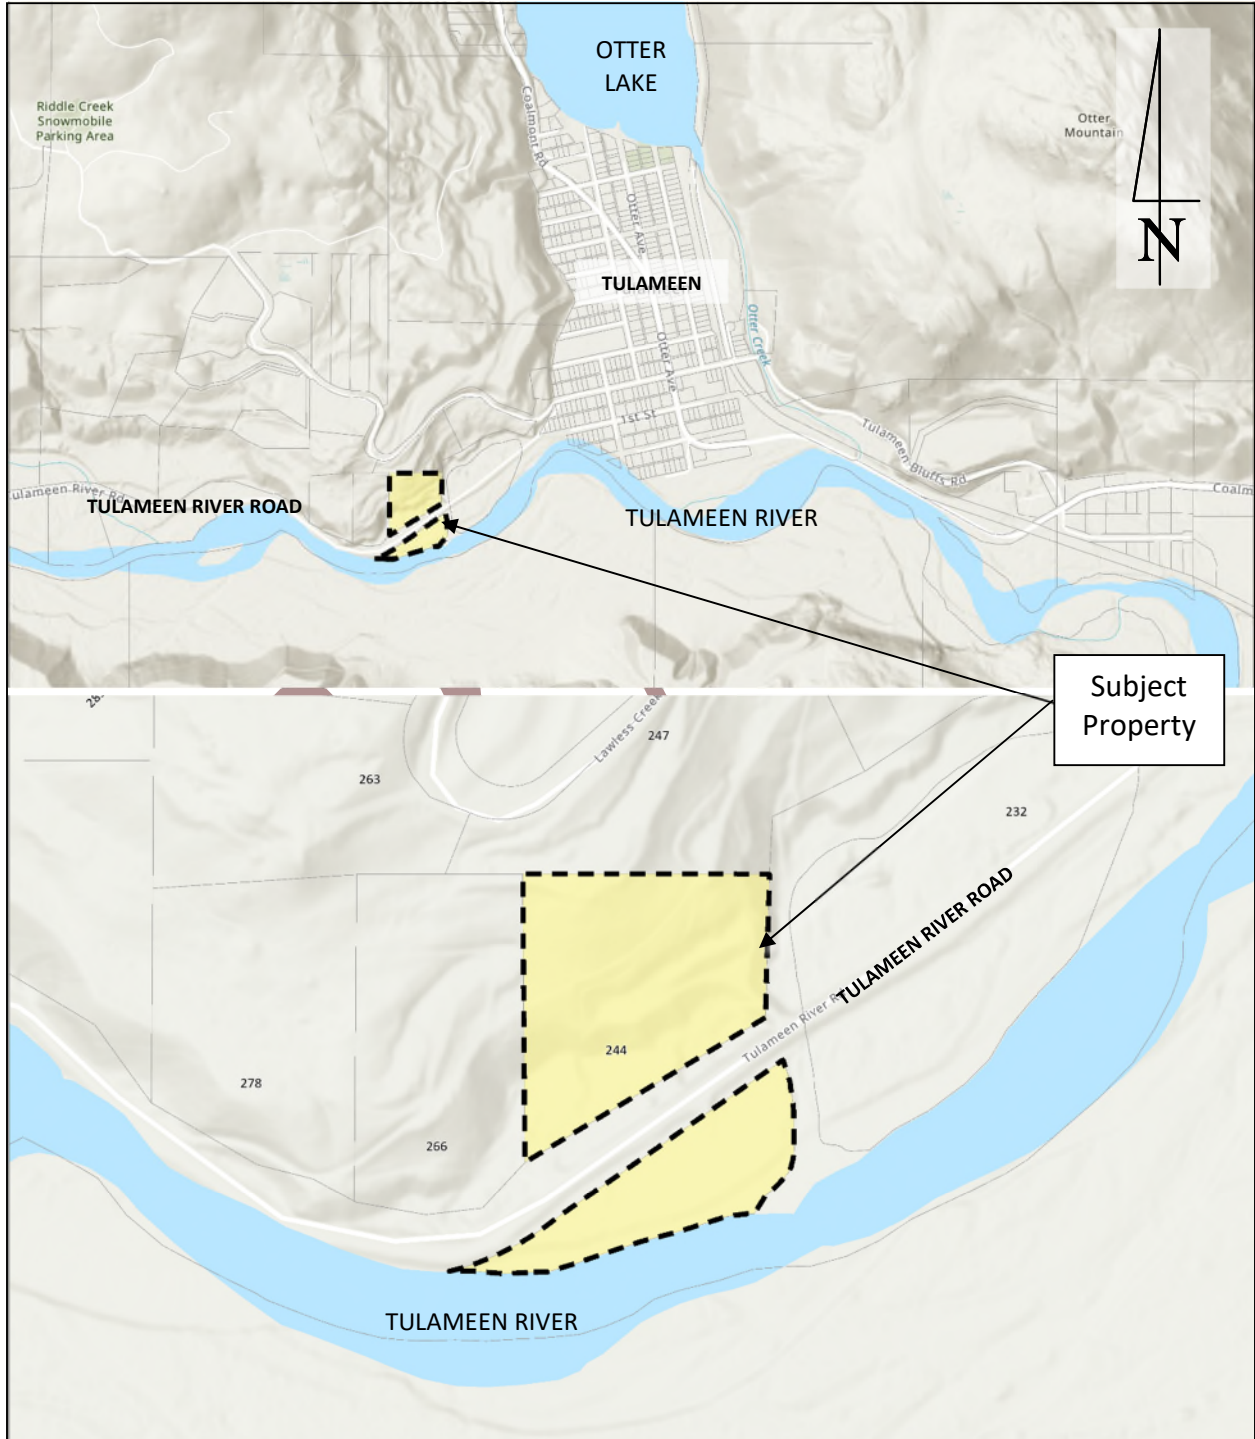 OTTER
LAKE
Riddle Creek
Snowmobile
Parking Area
Otter
Mountain
Coalmont Rd
Otter Ave
N
TULAMEEN
Otter Creek
Otter Ave
1st St
Tulameen Bluffs Rd
Tulameen River Rd
TULAMEEN RIVER ROAD
Coalm
TULAMEEN RIVER
Subject
Property
28
Lawless Creek
247
263
232
TULAMEEN RIVER ROAD
Tulameen River R
244
278
266
TULAMEEN RIVER